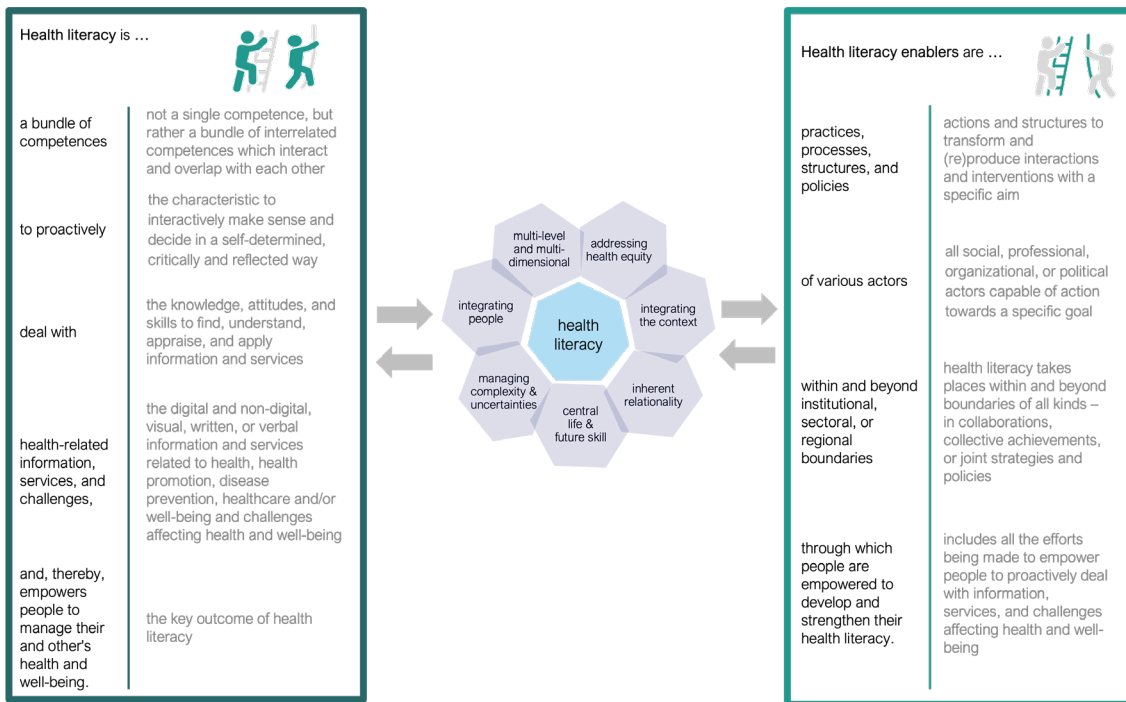 Health literacy is ...
a bundle of
competences
not a single competence, but
rather a bundle of interrelated
competences which interact
and overlap with each other
to proactively
the characteristic to
interactively make sense and
decide in a self-determined,
critically and reflected way
deal with
the knowledge, attitudes, and
skills to find, understand,
appraise, and apply
information and services
health-related
information,
services, and
challenges,
the digital and non-digital,
visual, written, or verbal
information and services
related to health, health
promotion, disease
prevention, healthcare and/or
well-being and challenges
affecting health and well-being
and, thereby,
empowers
people to
manage their
and other's
health and
well-being.
the key outcome of health
literacy
multi-level
and multi-
dimensional
addressing
health equity
integrating
people
health
literacy
integrating
the context
managing
complexity &
uncertainties
central
life &
future skill
inherent
relationality
Health literacy enablers are ...
practices,
processes,
structures, and
policies
actions and structures to
transform and
(re)produce interactions
and interventions with a
specific aim
of various actors
all social, professional,
organizational, or political
actors capable of action
towards a specific goal
within and beyond
institutional,
sectoral, or
regional
boundaries
health literacy takes
places within and beyond
boundaries of all kinds –
in collaborations,
collective achievements,
or joint strategies and
policies
through which
people are
empowered to
develop and
strengthen their
health literacy.
includes all the efforts
being made to empower
people to proactively deal
with information,
services, and challenges
affecting health and well-
being